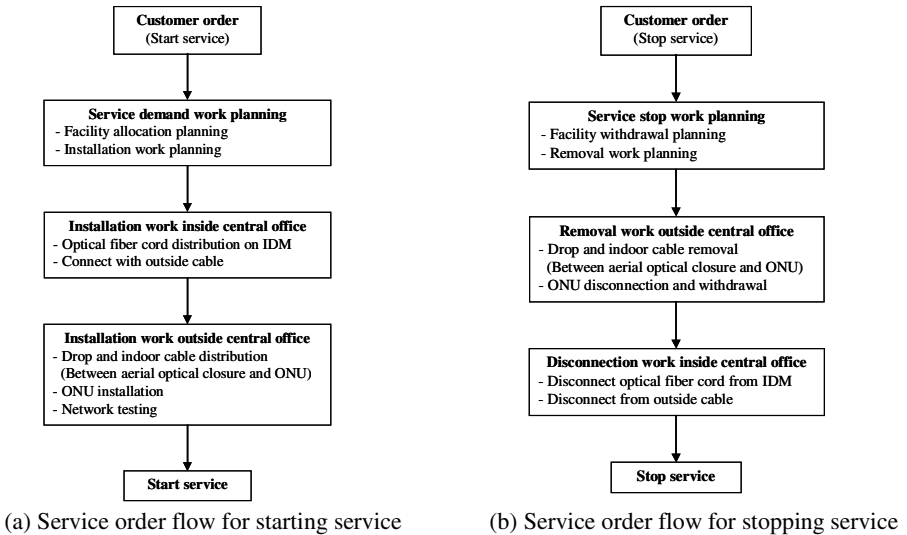 Customer order
(Start service)
Service demand work planning
- Facility allocation planning
- Installation work planning
Installation work inside central office
- Optical fiber cord distribution on IDM
- Connect with outside cable
Installation work outside central office
- Drop and indoor cable distribution
(Between aerial optical closure and ONU)
- ONU installation
- Network testing
Start service
(a) Service order flow for starting service
Customer order
(Stop service)
Service stop work planning
- Facility withdrawal planning
- Removal work planning
Removal work outside central office
- Drop and indoor cable removal
(Between aerial optical closure and ONU)
- ONU disconnection and withdrawal
Disconnection work inside central office
- Disconnect optical fiber cord from IDM
- Disconnect from outside cable
Stop service
(b) Service order flow for stopping service